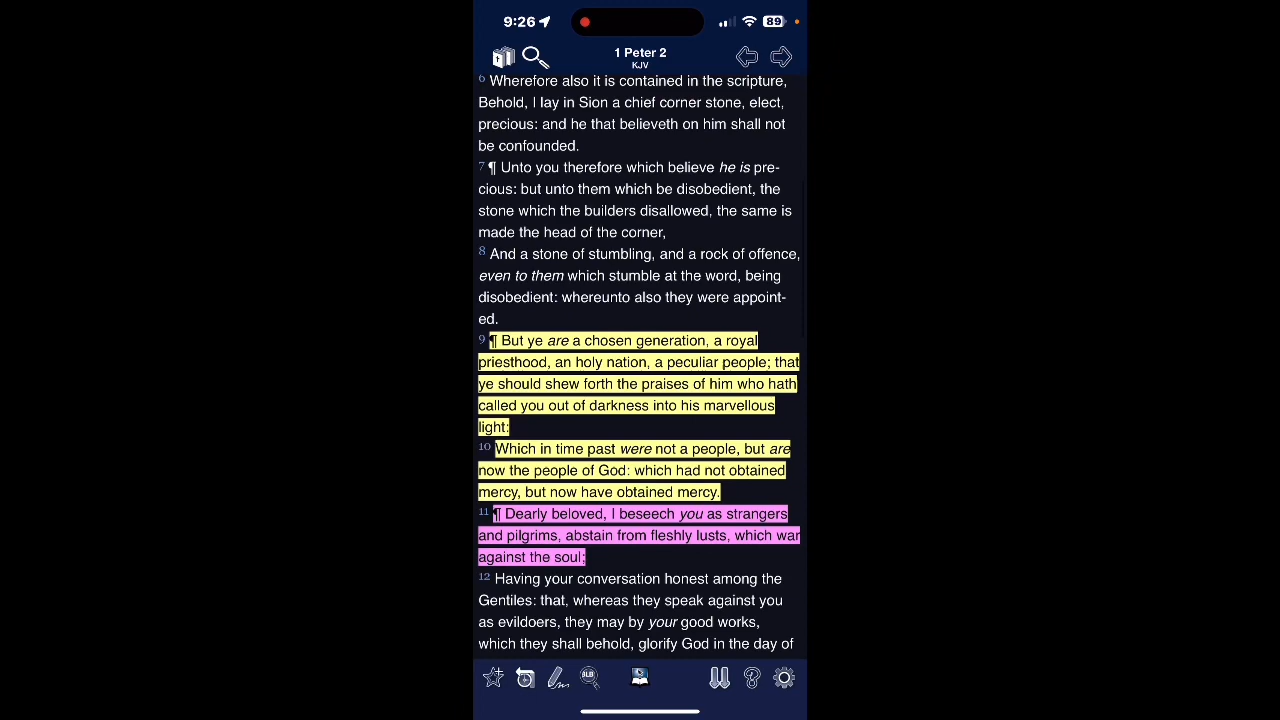 9:26
89
1 Peter 2
KJV
6 Wherefore also it is contained in the scripture,
Behold, I lay in Sion a chief corner stone, elect,
precious: and he that believeth on him shall not
be confounded.
7 ¶ Unto you therefore which believe he is pre-
cious: but unto them which be disobedient, the
stone which the builders disallowed, the same is
made the head of the corner,
8 And a stone of stumbling, and a rock of offence,
even to them which stumble at the word, being
disobedient: whereunto also they were appoint-
ed.
9 ¶ But ye are a chosen generation, a royal
priesthood, an holy nation, a peculiar people; that
ye should shew forth the praises of him who hath
called you out of darkness into his marvellous
light:
10 Which in time past were not a people, but are
now the people of God: which had not obtained
mercy, but now have obtained mercy.
11 ¶ Dearly beloved, I beseech you as strangers
and pilgrims, abstain from fleshly lusts, which war
against the soul;
12 Having your conversation honest among the
Gentiles: that, whereas they speak against you
as evildoers, they may by your good works,
which they shall behold, glorify God in the day of
BLB